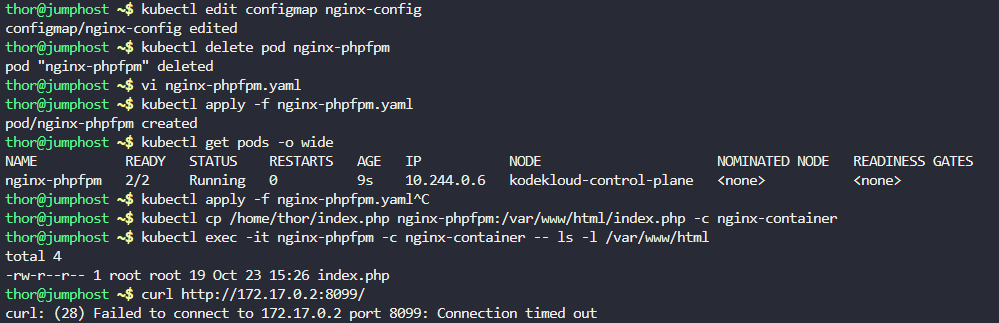 thor@jumphost ~$ kubectl edit configmap nginx-config
configmap/nginx-config edited
thor@jumphost ~$ kubectl delete pod nginx-phpfpm
pod "nginx-phpfpm" deleted
thor@jumphost ~$ vi nginx-phpfpm.yaml
thor@jumphost ~$ kubectl apply -f nginx-phpfpm.yaml
pod/nginx-phpfpm created
thor@jumphost ~$ kubectl get pods -o wide
NAME READY STATUS RESTARTS AGE IP NODE NOMINATED NODE READINESS GATES
nginx-phpfpm 2/2 Running 0 9s 10.244.0.6 kodekloud-control-plane <none> <none>
thor@jumphost ~$ kubectl apply -f nginx-phpfpm.yaml^C
thor@jumphost ~$ kubectl cp /home/thor/index.php nginx-phpfpm:/var/www/html/index.php -c nginx-container
thor@jumphost ~$ kubectl exec -it nginx-phpfpm -c nginx-container -- ls -l /var/www/html
total 4
-rw-r--r-- 1 root root 19 Oct 23 15:26 index.php
thor@jumphost ~$ curl http://172.17.0.2:8099/
curl: (28) Failed to connect to 172.17.0.2 port 8099: Connection timed out